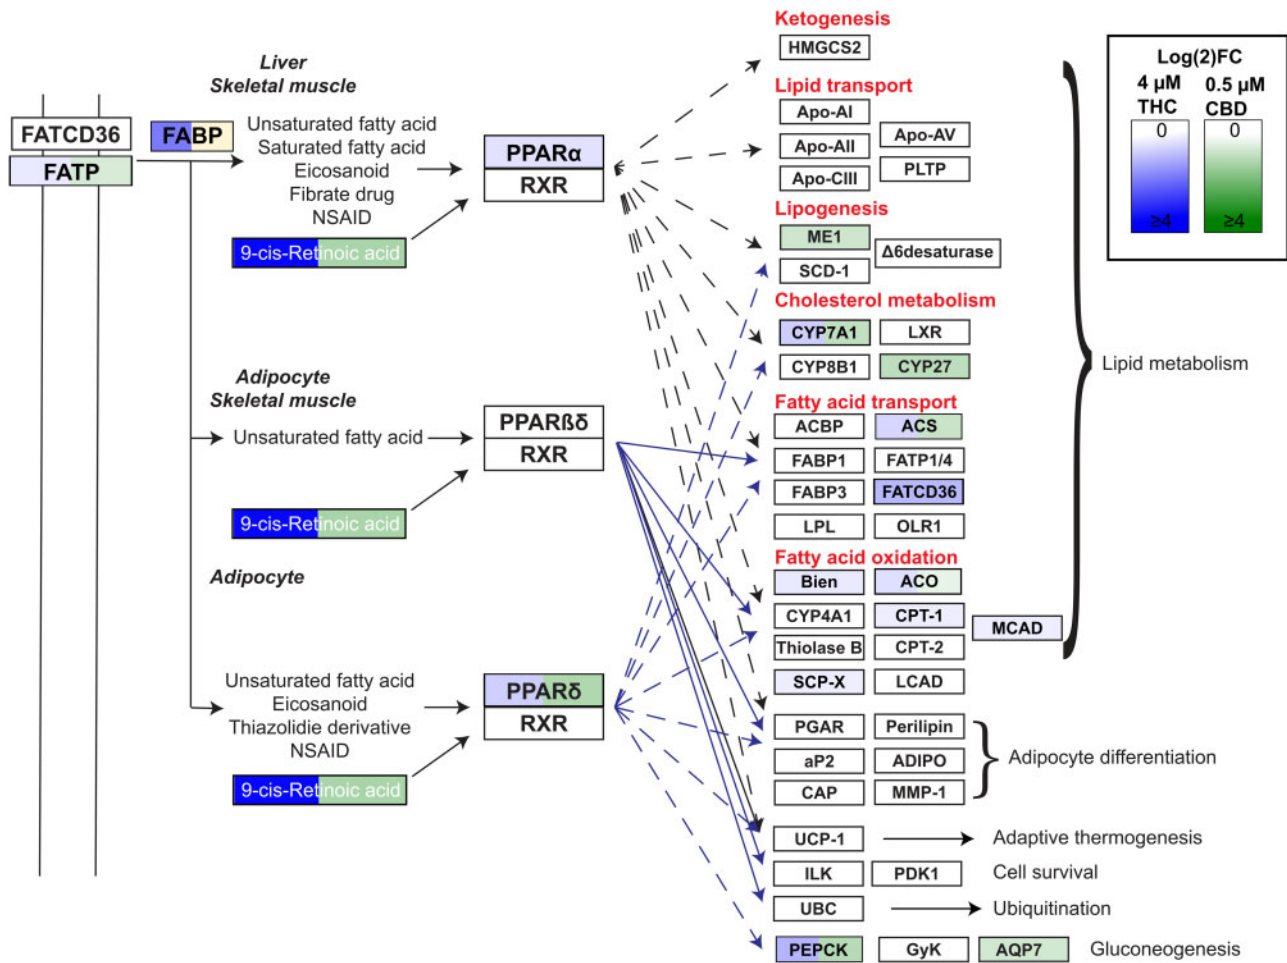 Ketogenesis
HMGCS2
Lipid transport
Apo-AI
Apo-AII
Apo-CIII
Apo-AV
PLTP
Lipogenesis
ME1
SCD-1
Δ6desaturase
Cholesterol metabolism
CYP7A1
LXR
CYP8B1
CYP27
Fatty acid transport
ACBP
ACS
FABP1
FATP1/4
FABP3
FATCD36
LPL
OLR1
Fatty acid oxidation
Bien
ACO
CYP4A1
CPT-1
MCAD
Thiolase B
CPT-2
SCP-X
LCAD
PGAR
Perilipin
aP2
ADIPO
CAP
MMP-1
Adipocyte differentiation
UCP-1
Adaptive thermogenesis
ILK
PDK1
Cell survival
UBC
Ubiquitination
PEPCK
GyK
AQP7
Gluconeogenesis
Lipid metabolism
Log(2)FC
4 µM
THC
0.5 µM
CBD
0
0
≥4
≥4
FATCD36
FATP
FABP
Liver
Skeletal muscle
Unsaturated fatty acid
Saturated fatty acid
Eicosanoid
Fibrate drug
NSAID
9-cis-Retinoic acid
PPARα
RXR
Adipocyte
Skeletal muscle
Unsaturated fatty acid
9-cis-Retinoic acid
PPARßδ
RXR
Adipocyte
Unsaturated fatty acid
Eicosanoid
Thiazolidie derivative
NSAID
9-cis-Retinoic acid
PPARδ
RXR